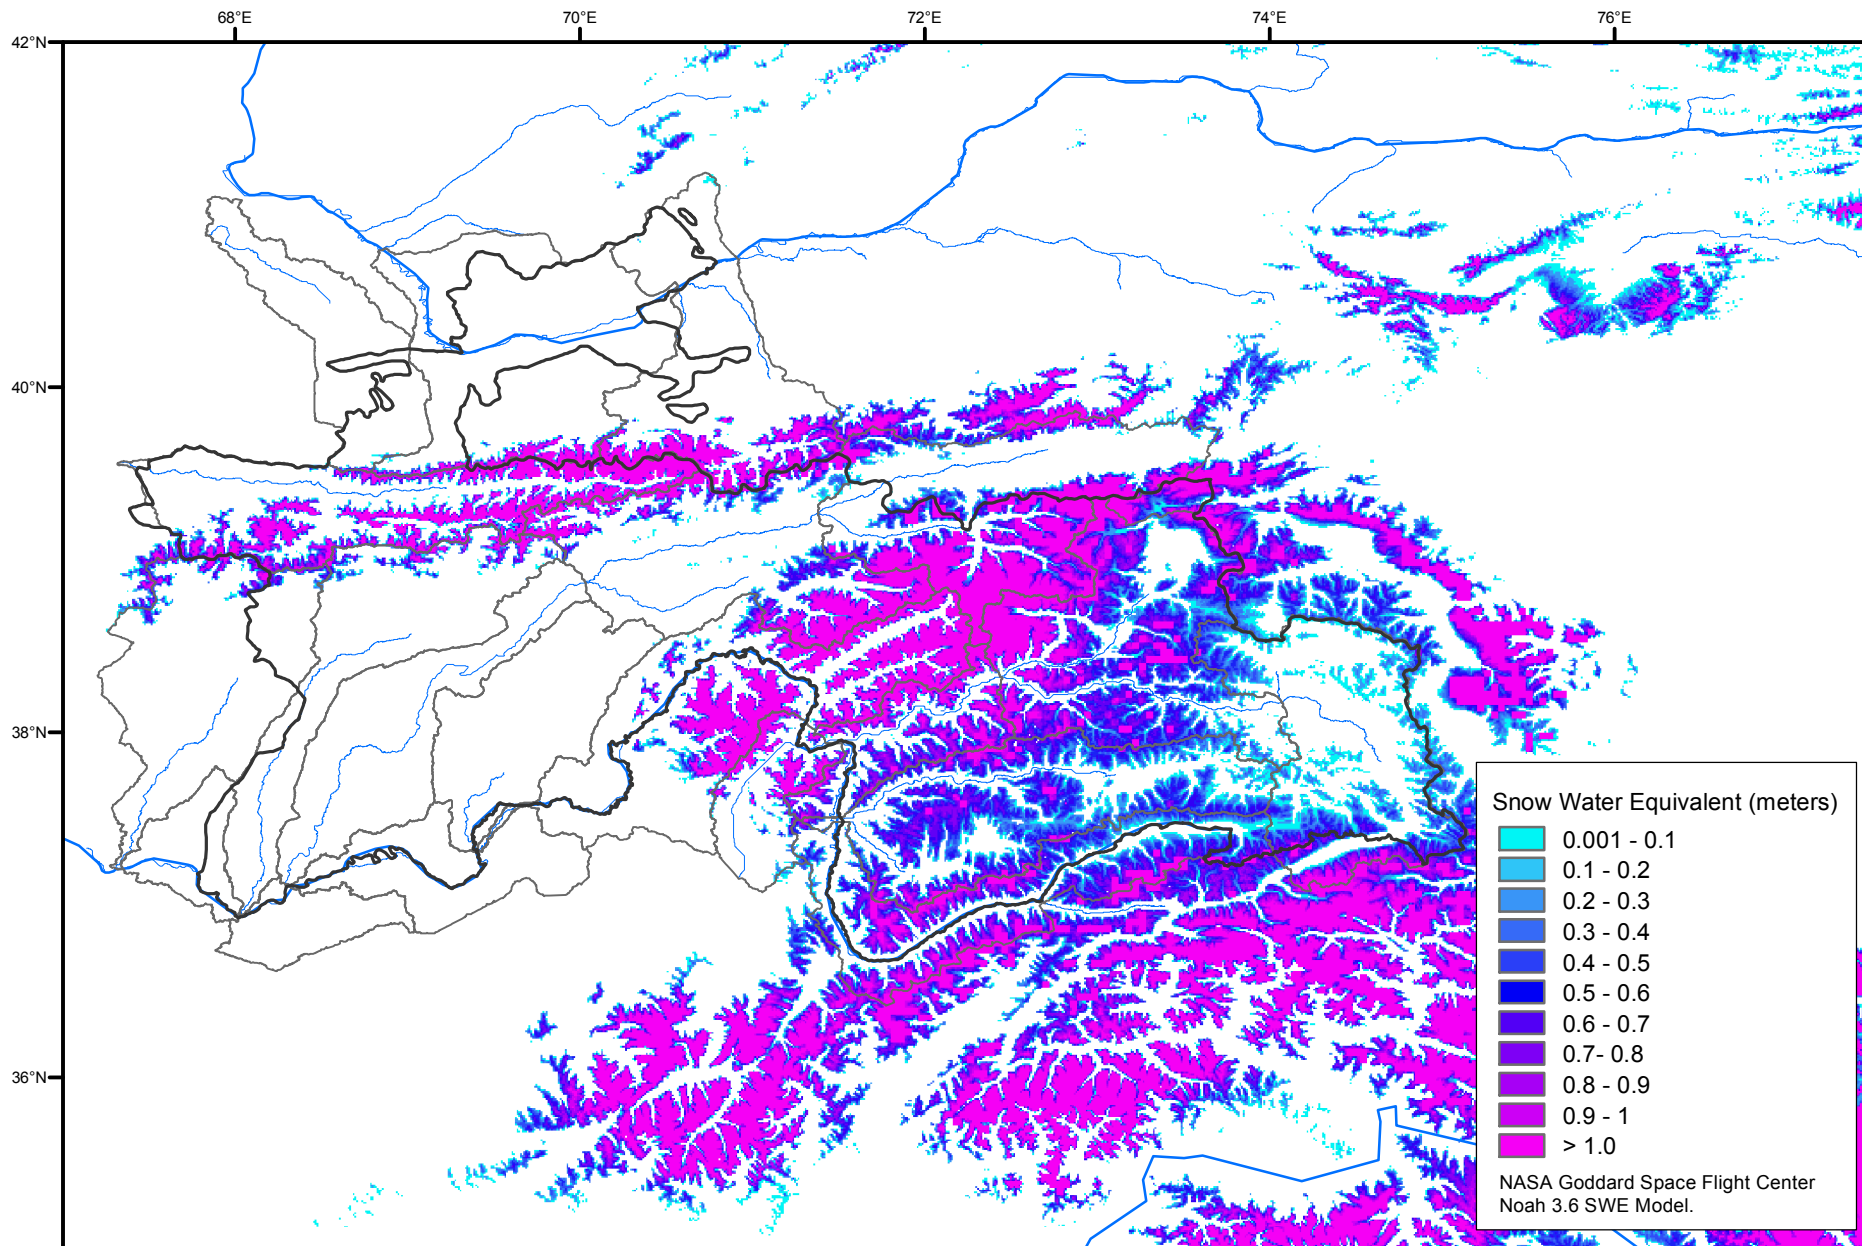 68°E
70°E
72°E
74°E
76°E
42°N
40°N
38°N
36°N
Snow Water Equivalent (meters)
0.001 - 0.1
0.1 - 0.2
0.2 - 0.3
0.3 - 0.4
0.4 - 0.5
0.5 - 0.6
0.6 - 0.7
0.7- 0.8
0.8 - 0.9
0.9 - 1
> 1.0
NASA Goddard Space Flight Center
Noah 3.6 SWE Model.